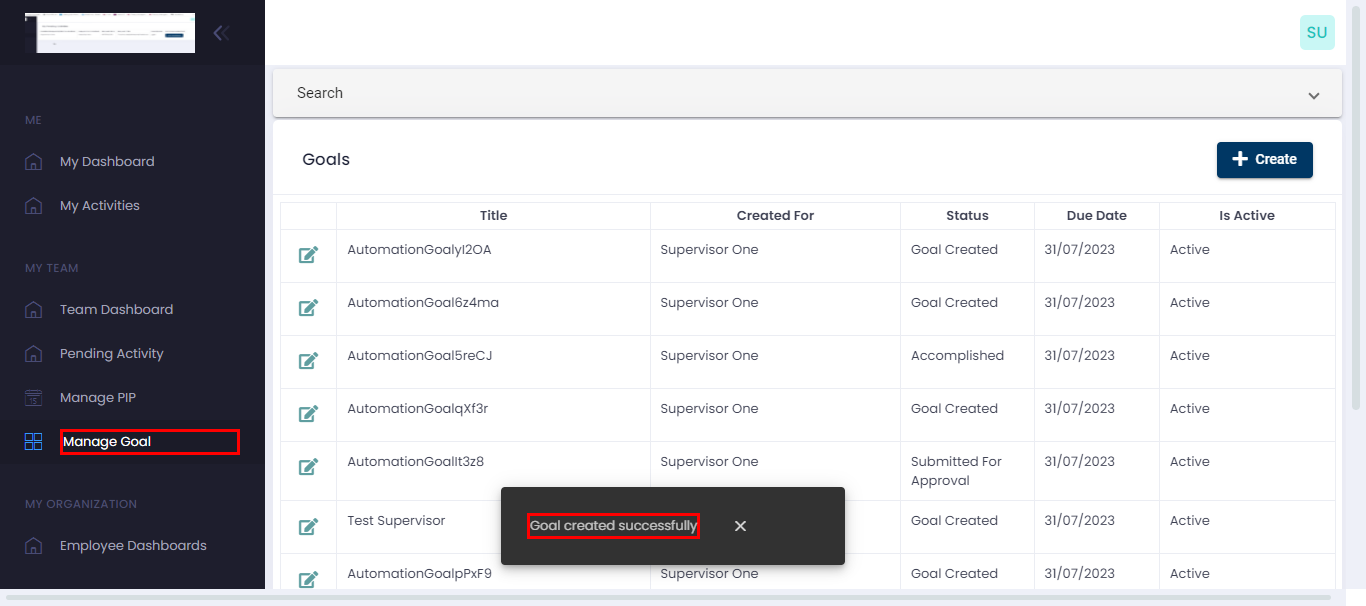 SU
ME
My Dashboard
My Activities
MY TEAM
Team Dashboard
Pending Activity
Manage PIP
15
Manage Goal
MY ORGANIZATION
Employee Dashboards
Search
Goals
Create
Title Created For Status Due Date Is Active
AutomationGoalyI2OA Supervisor One Goal Created 31/07/2023 Active
AutomationGoal6z4ma Supervisor One Goal Created 31/07/2023 Active
AutomationGoal5reCJ Supervisor One Accomplished 31/07/2023 Active
AutomationGoalqXf3r Supervisor One Goal Created 31/07/2023 Active
AutomationGoalIt3z8 Supervisor One Submitted For 31/07/2023 Active
Approval
Test Supervisor Goal Created 31/07/2023 Active
AutomationGoalpPxF9 Supervisor One Goal Created 31/07/2023 Active
Goal created successfully